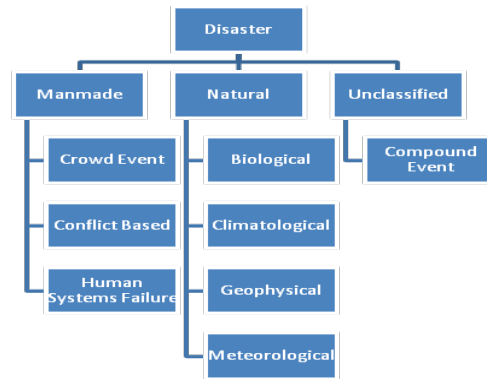 Disaster
Manmade
Natural
Unclassified
Crowd Event
Biological
Compound
Event
Conflict Based
Climatological
Human
Systems Failure
Geophysical
Meteorological